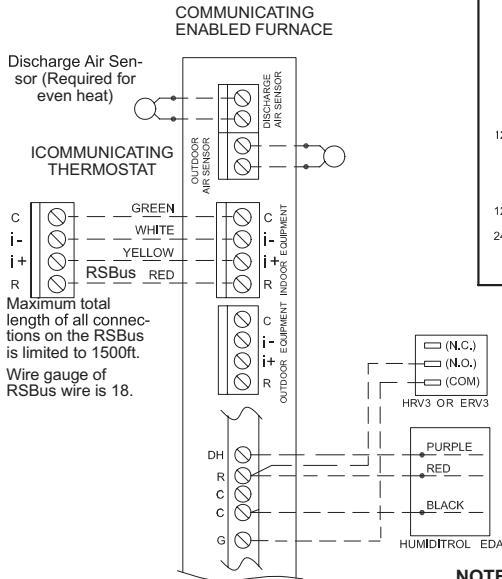 COMMUNICATING
ENABLED FURNACE
Discharge Air Sen-
sor (Required for
even heat)
DISCHARGE
AIR SENSOR
OUTDOOR
AIR SENSOR
ICOMMUNICATING
THERMOSTAT
C
i-
i+
R
GREEN
WHITE
YELLOW
RSBus RED
C
i-
i+
R
INDOOR EQUIPMENT
Maximum total
length of all connec-
tions on the RSBus
is limited to 1500ft.
Wire gauge of
RSBus wire is 18.
C
i-
i+
R
OUTDOOR EQUIPMENT
(N.C.)
(N.O.)
(COM)
HRV3 OR ERV3
DH
R
C
C
G
PURPLE
RED
BLACK
HUMIDITROL EDA
NOTE
12
12
24